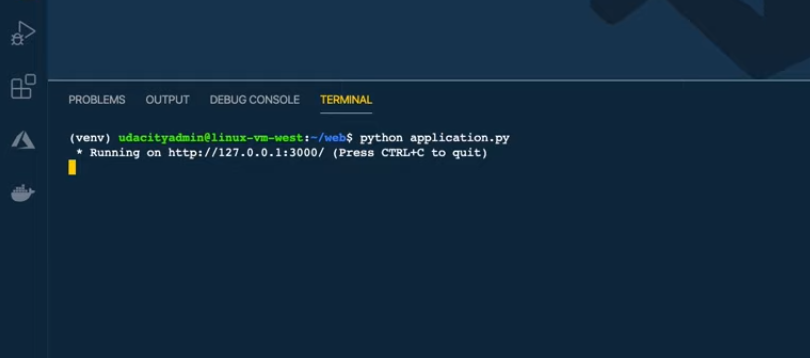 PROBLEMS OUTPUT DEBUG CONSOLE TERMINAL
(venv) udacityadmin@linux-vm-west:~/web$ python application.py
 * Running on http://127.0.0.1:3000/ (Press CTRL+C to quit)